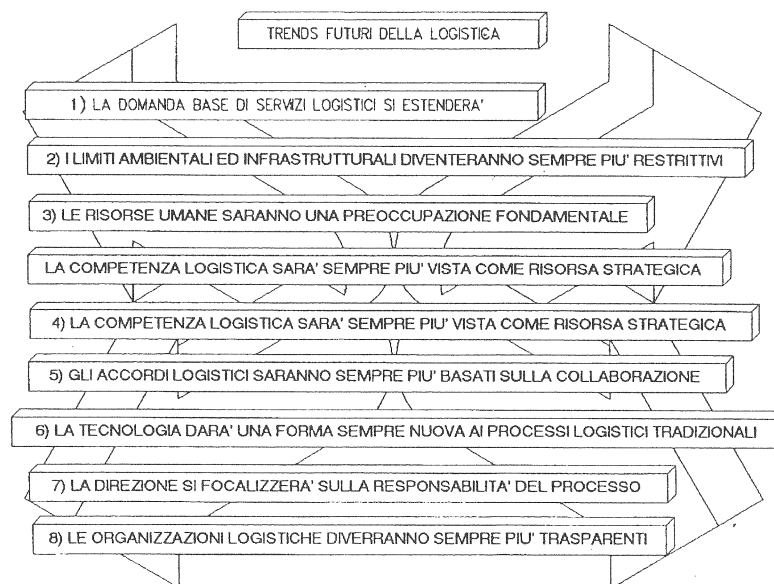 TRENDS FUTURI DELLA LOGISTICA
1) LA DOMANDA BASE DI SERVIZI LOGISTICI SI ESTENDERA'
2) I LIMITI AMBIENTALI ED INFRASTRUTTURALI DIVENTERANNO SEMPRE PIU' RESTRITTIVI
3) LE RISORSE UMANE SARANNO UNA PREOCCUPAZIONE FONDAMENTALE
LA COMPETENZA LOGISTICA SARA' SEMPRE PIU' VISTA COME RISORSA STRATEGICA
4) LA COMPETENZA LOGISTICA SARA' SEMPRE PIU' VISTA COME RISORSA STRATEGICA
5) GLI ACCORDI LOGISTICI SARANNO SEMPRE PIU' BASATI SULLA COLLABORAZIONE
6) LA TECNOLOGIA DARA' UNA FORMA SEMPRE NUOVA AI PROCESSI LOGISTICI TRADIZIONALI
7) LA DIREZIONE SI FOCALIZZERA' SULLA RESPONSABILITA' DEL PROCESSO
8) LE ORGANIZZAZIONI LOGISTICHE DIVERRANNO SEMPRE PIU' TRASPARENTI